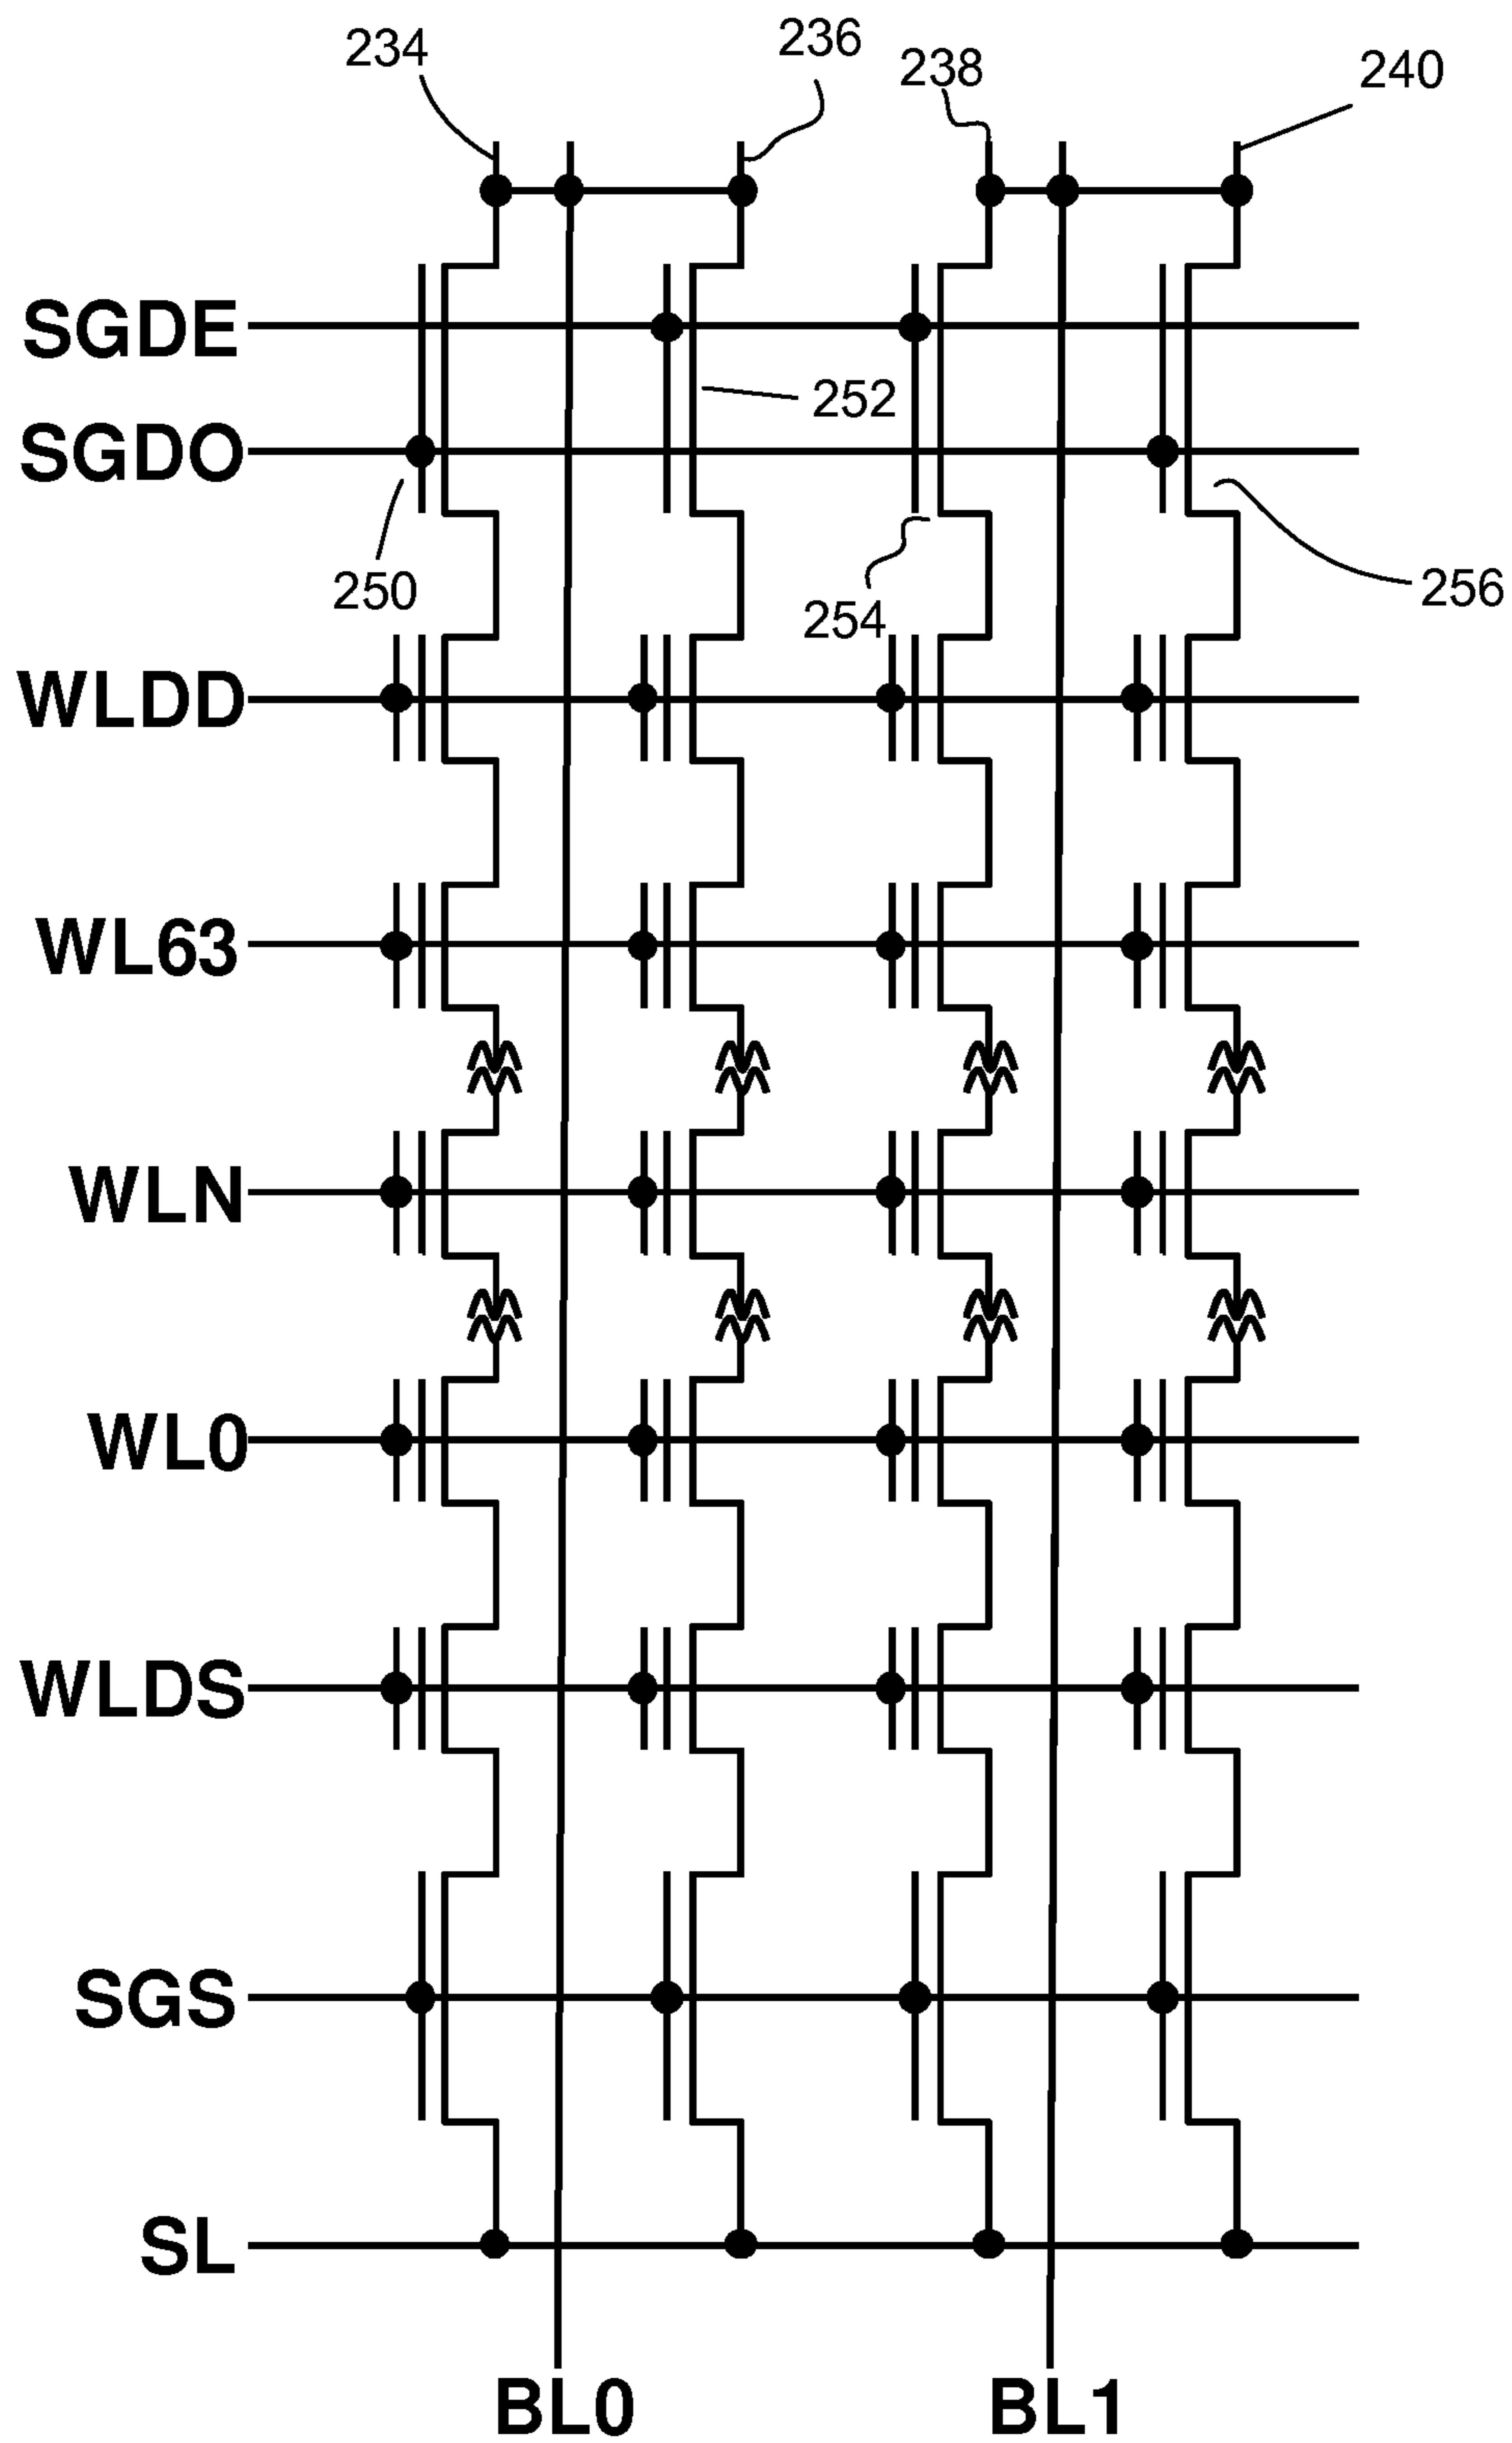 234
236
238
240
SGDE
252
SGDO
250
254
256
WLDD
WL63
WLN
WL0
WLDS
SGS
SL
BL0
BL1